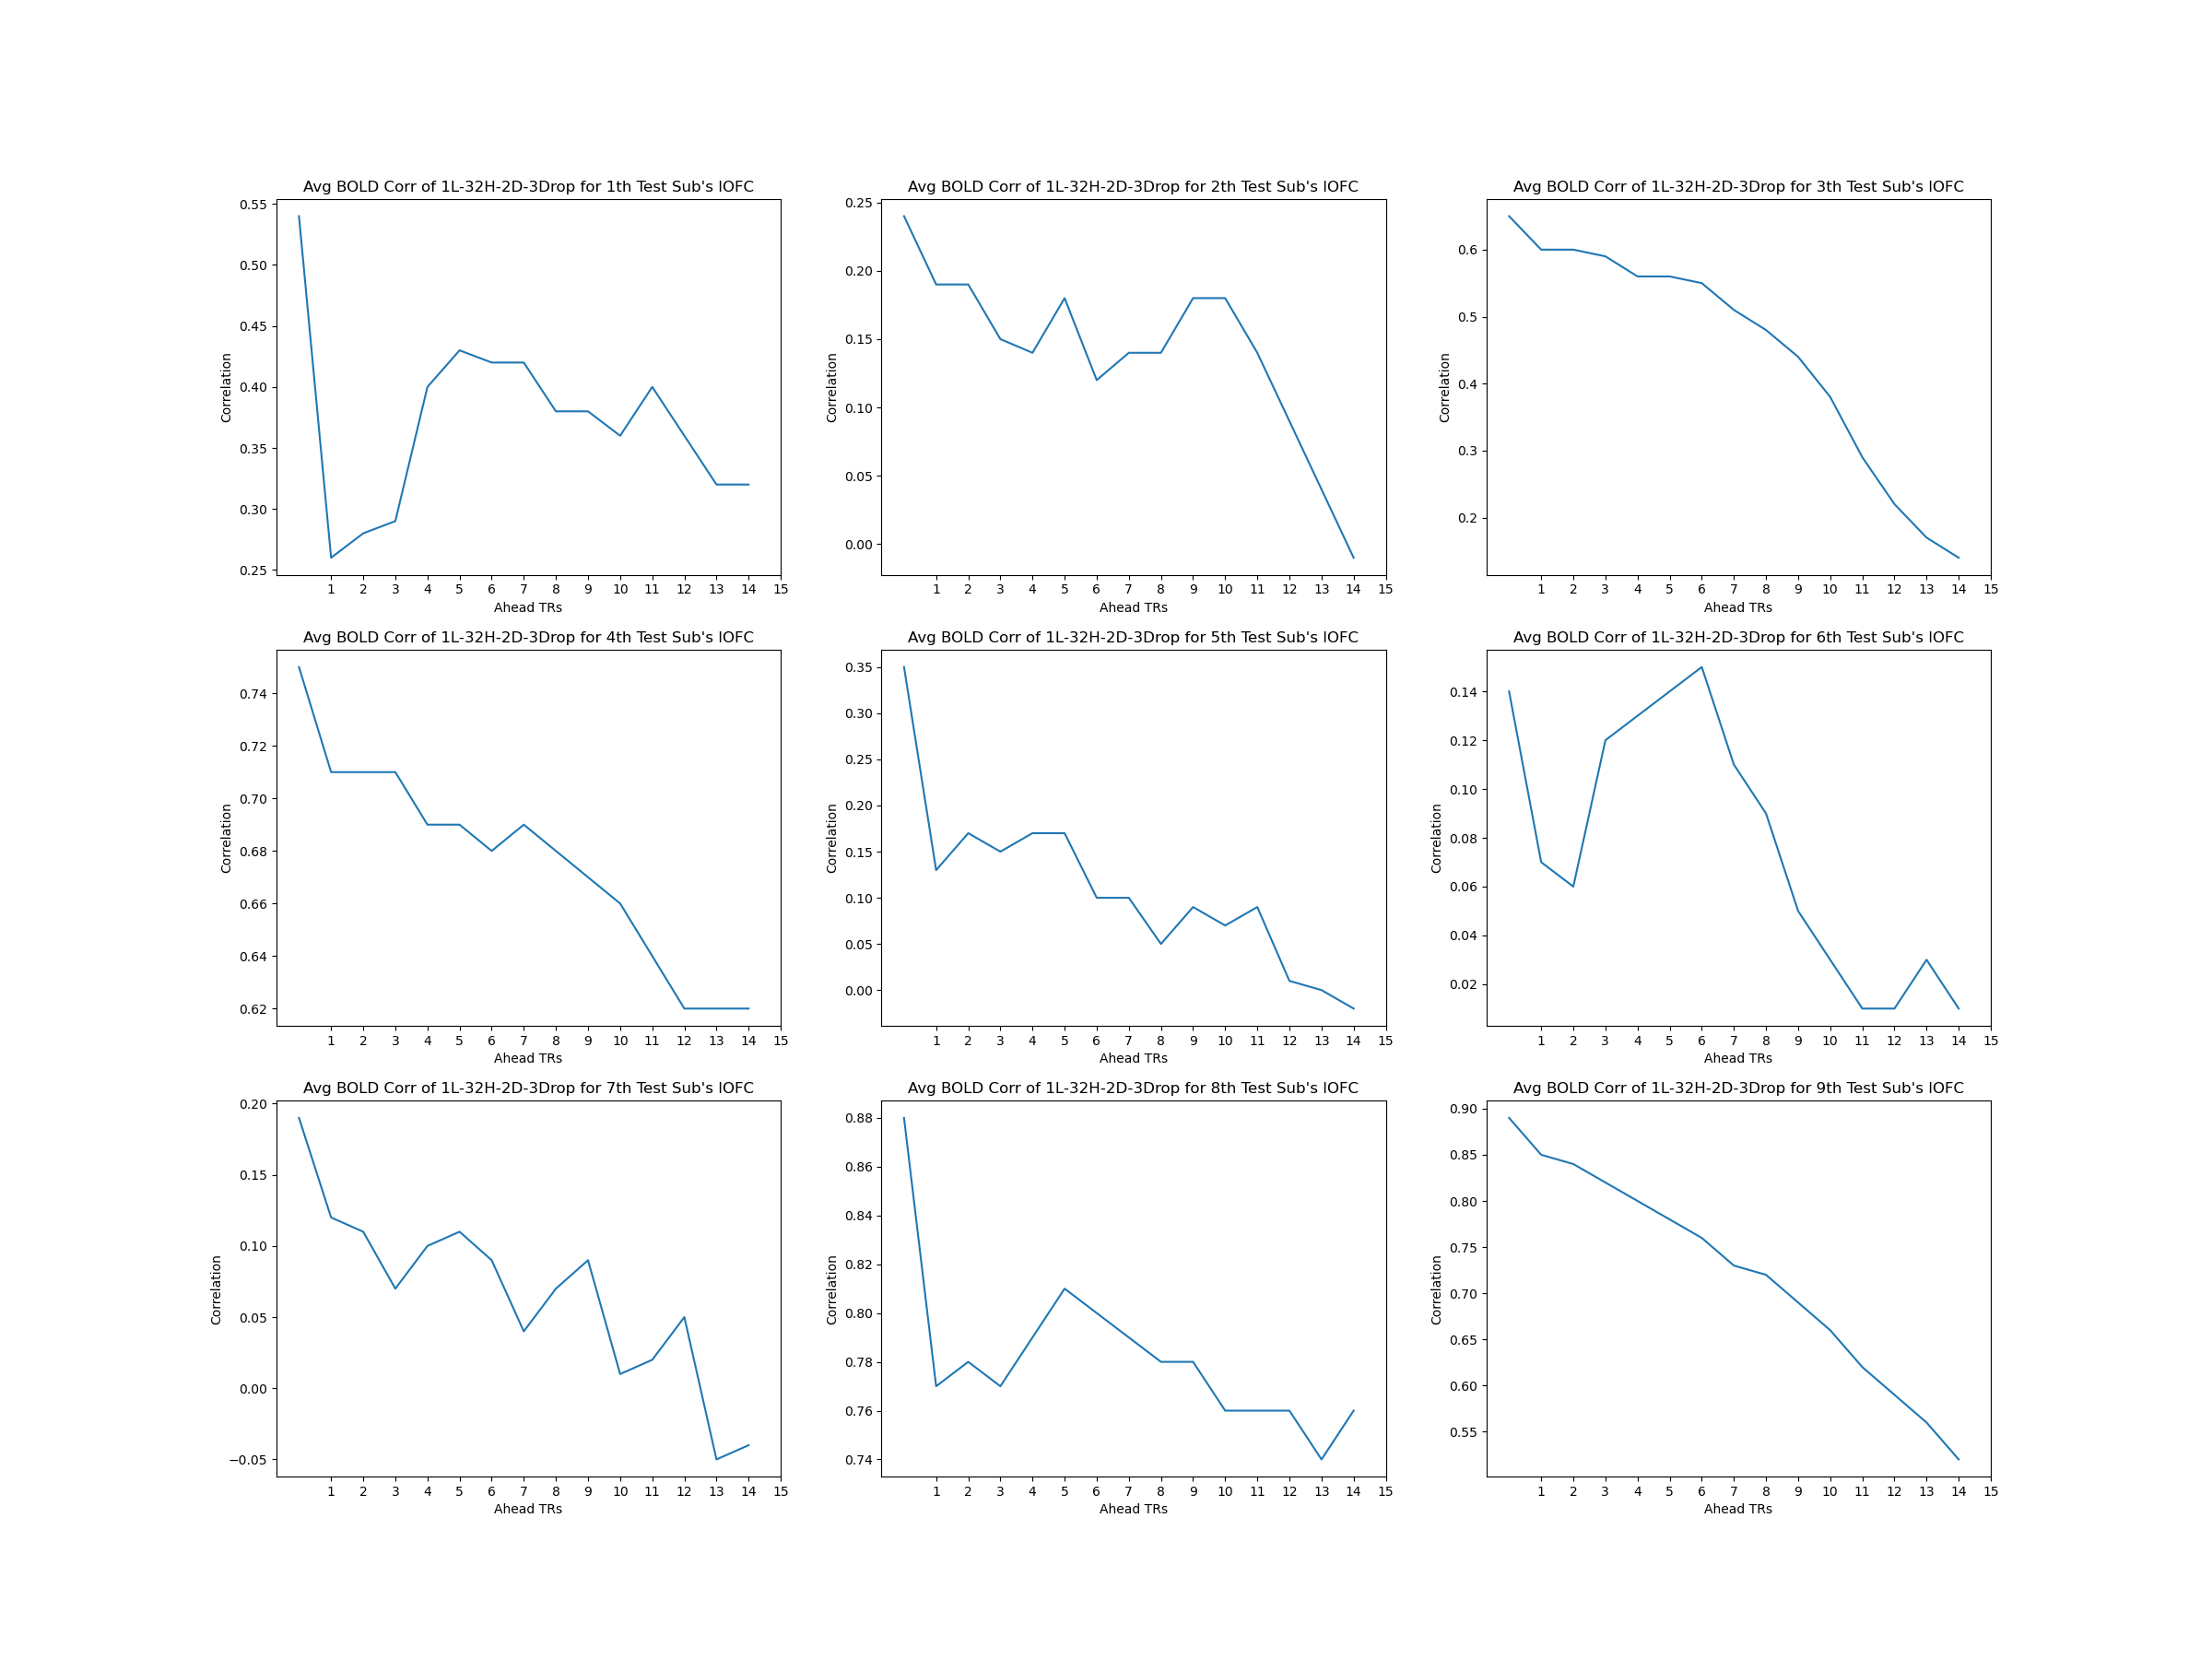 Avg BOLD Corr of 1L-32H-2D-3Drop for 1th Test Sub's lOFC
0.55
0.50
0.45
0.40
0.35
0.30
0.25
Correlation
1 2 3 4 5 6 7 8 9 10 11 12 13 14 15
Ahead TRs
Avg BOLD Corr of 1L-32H-2D-3Drop for 2th Test Sub's lOFC
0.25
0.20
0.15
0.10
0.05
0.00
Correlation
1 2 3 4 5 6 7 8 9 10 11 12 13 14 15
Ahead TRs
Avg BOLD Corr of 1L-32H-2D-3Drop for 3th Test Sub's lOFC
0.6
0.5
0.4
0.3
0.2
Correlation
1 2 3 4 5 6 7 8 9 10 11 12 13 14 15
Ahead TRs
Avg BOLD Corr of 1L-32H-2D-3Drop for 4th Test Sub's lOFC
0.74
0.72
0.70
0.68
0.66
0.64
0.62
Correlation
1 2 3 4 5 6 7 8 9 10 11 12 13 14 15
Ahead TRs
Avg BOLD Corr of 1L-32H-2D-3Drop for 5th Test Sub's lOFC
0.35
0.30
0.25
0.20
0.15
0.10
0.05
0.00
Correlation
1 2 3 4 5 6 7 8 9 10 11 12 13 14 15
Ahead TRs
Avg BOLD Corr of 1L-32H-2D-3Drop for 6th Test Sub's lOFC
0.14
0.12
0.10
0.08
0.06
0.04
0.02
Correlation
1 2 3 4 5 6 7 8 9 10 11 12 13 14 15
Ahead TRs
Avg BOLD Corr of 1L-32H-2D-3Drop for 7th Test Sub's lOFC
0.20
0.15
0.10
0.05
0.00
−0.05
Correlation
1 2 3 4 5 6 7 8 9 10 11 12 13 14 15
Ahead TRs
Avg BOLD Corr of 1L-32H-2D-3Drop for 8th Test Sub's lOFC
0.88
0.86
0.84
0.82
0.80
0.78
0.76
0.74
Correlation
1 2 3 4 5 6 7 8 9 10 11 12 13 14 15
Ahead TRs
Avg BOLD Corr of 1L-32H-2D-3Drop for 9th Test Sub's lOFC
0.90
0.85
0.80
0.75
0.70
0.65
0.60
0.55
Correlation
1 2 3 4 5 6 7 8 9 10 11 12 13 14 15
Ahead TRs